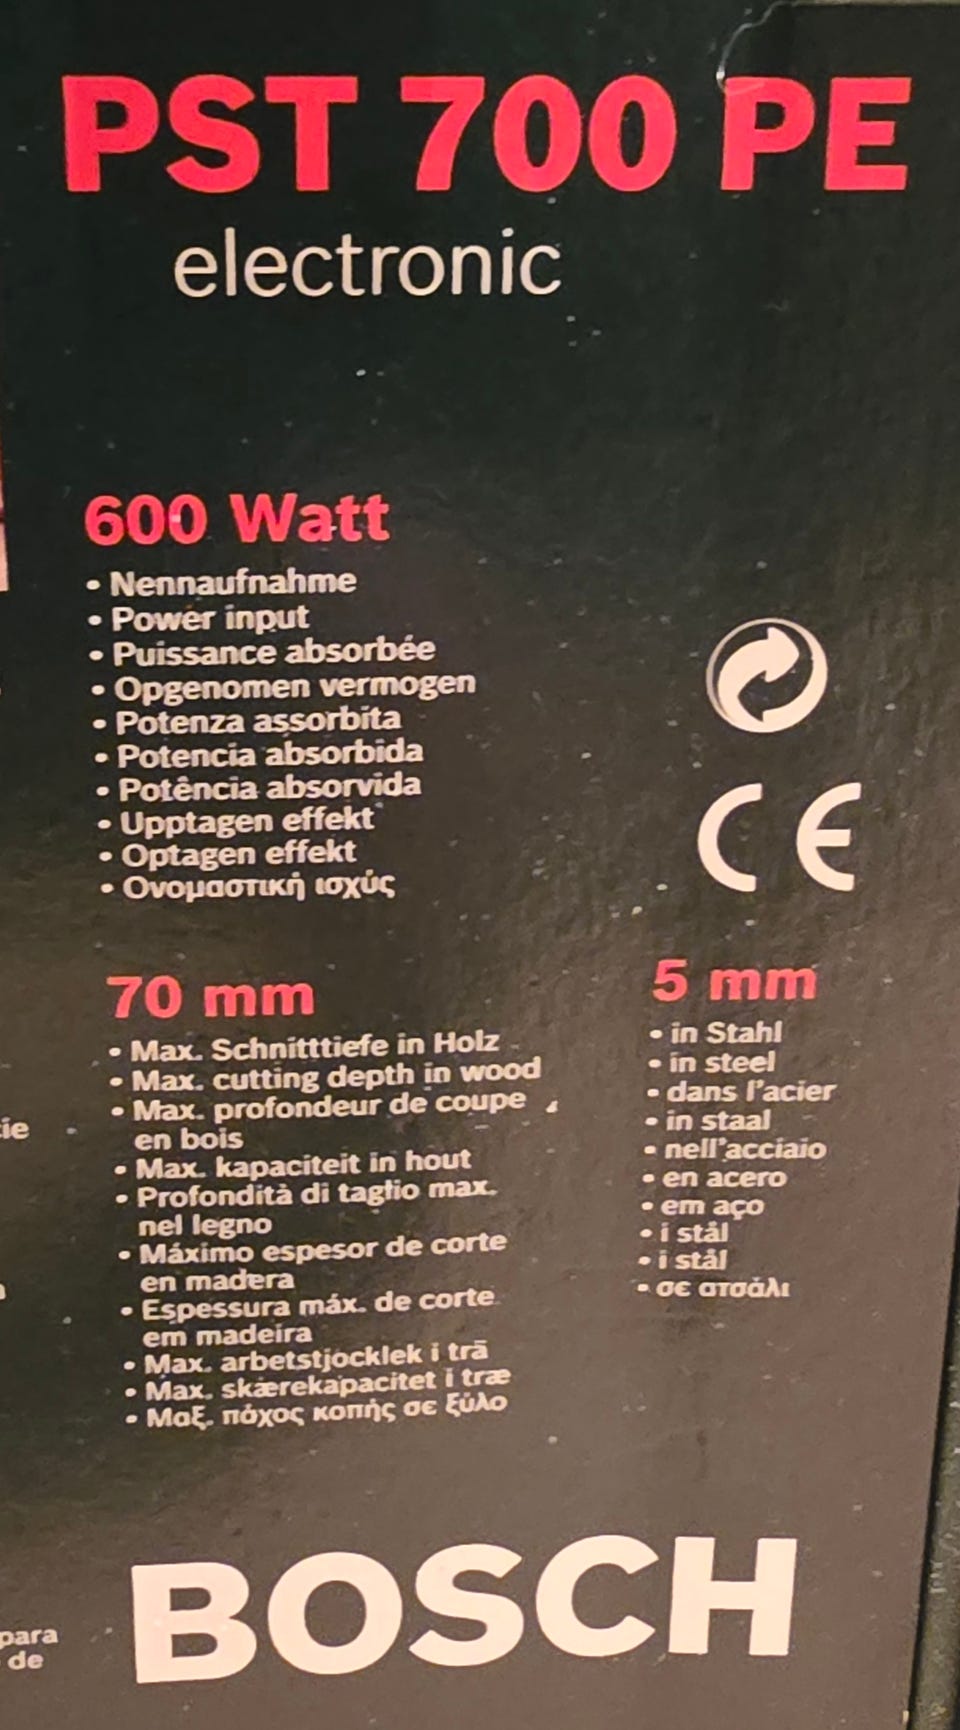 PST 700 PE
electronic
600 Watt
• Nennaufnahme
• Power input
• Puissance absorbée
• Opgenomen vermogen
• Potenza assorbita
• Potencia absorbida
• Potência absorvida
• Upptagen effekt
• Optagen effekt
• Ονομαστική ισχύς
CE
70 mm
• Max. Schnitttiefe in Holz
• Max. cutting depth in wood
• Max. profondeur de coupe
en bois
• Max. kapaciteit in hout
• Profondità di taglio max.
nel legno
• Máximo espesor de corte
en madera
• Espessura máx. de corte
em madeira
• Max. arbetstjocklek i trä
• Max. skærekapacitet i træ
• Μαξ. πάχος κοπής σε ξύλο
5 mm
• in Stahl
• in steel
• dans l'acier
• in staal
• nell'acciaio
• en acero
• em aço
• i stål
• i stål
• σε ατσάλι
para
de
BOSCH